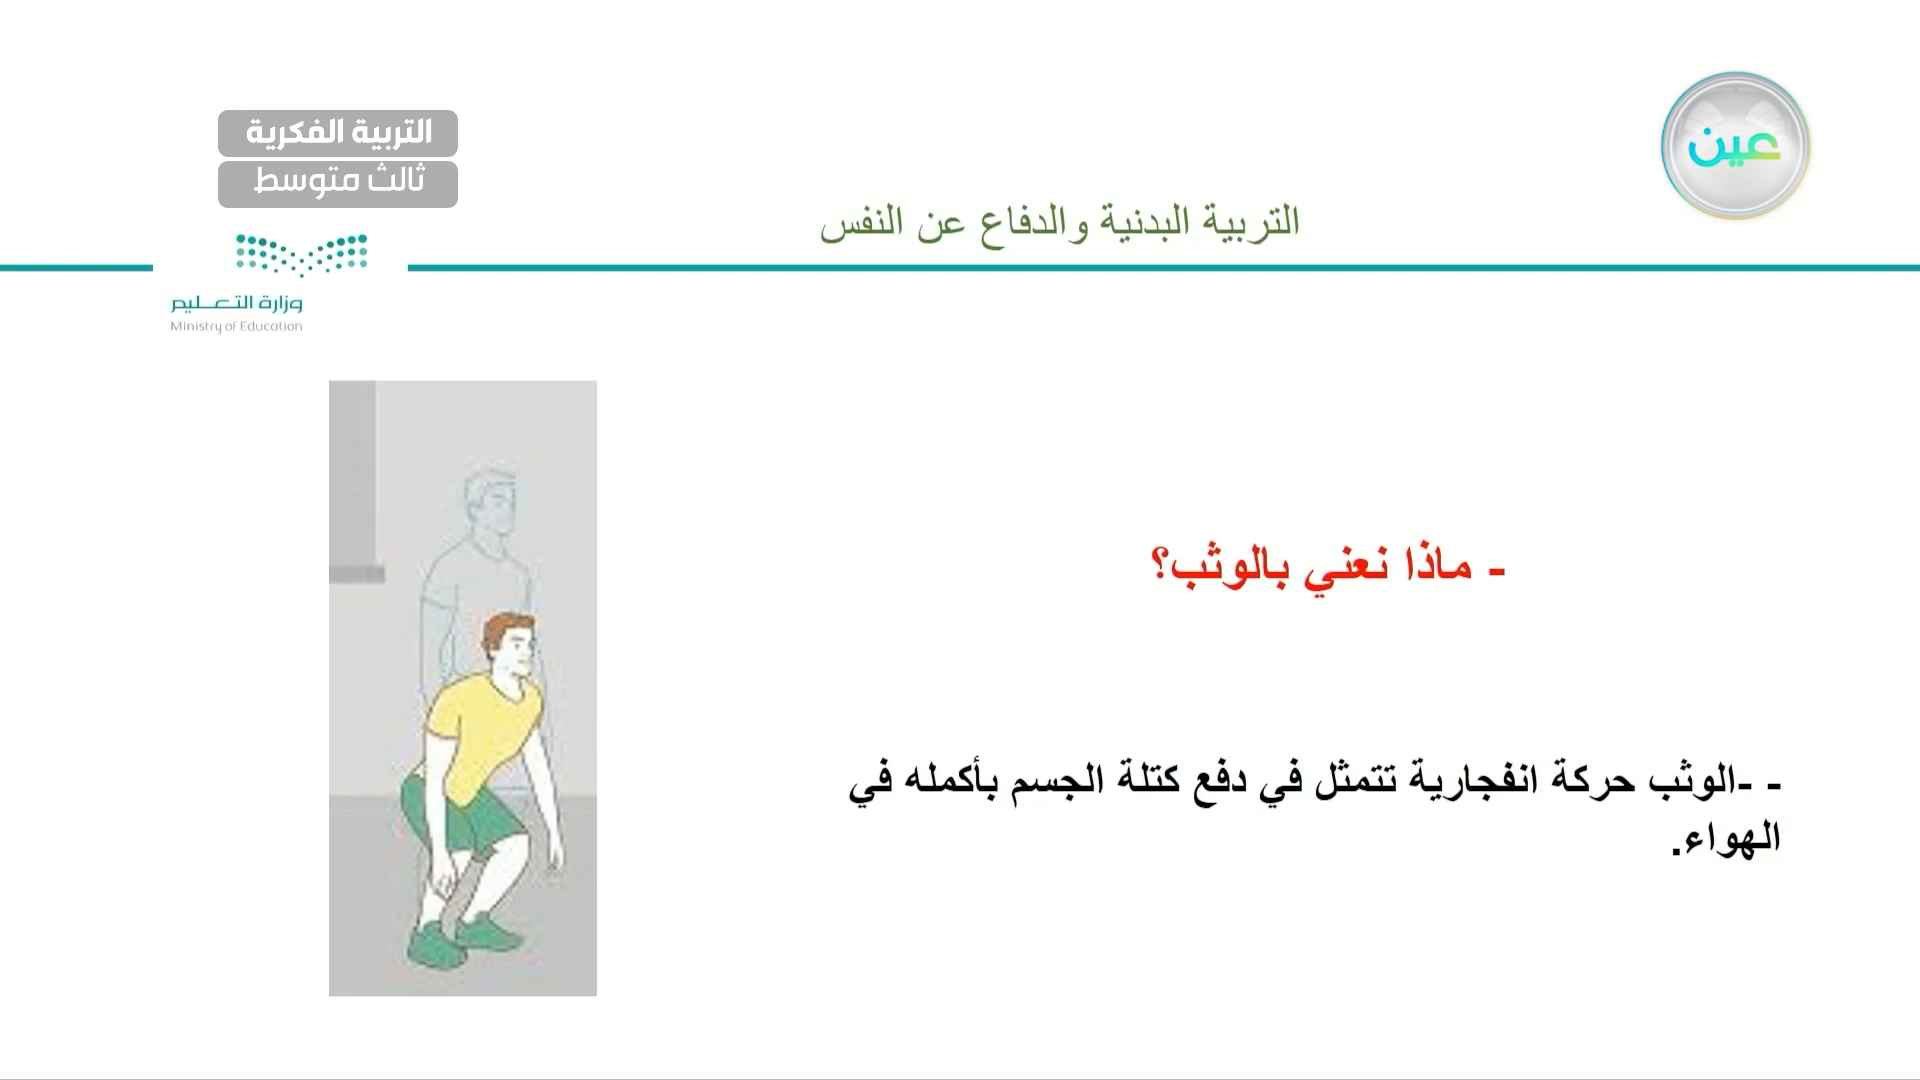 عين
التربية الفكرية
ثالث متوسط
التربية البدنية والدفاع عن النفس
وزارة التعليم
Ministry of Education
- ماذا نعني بالوثب؟
- -الوثب حركة انفجارية تتمثل في دفع كتلة الجسم بأكمله في
الهواء.